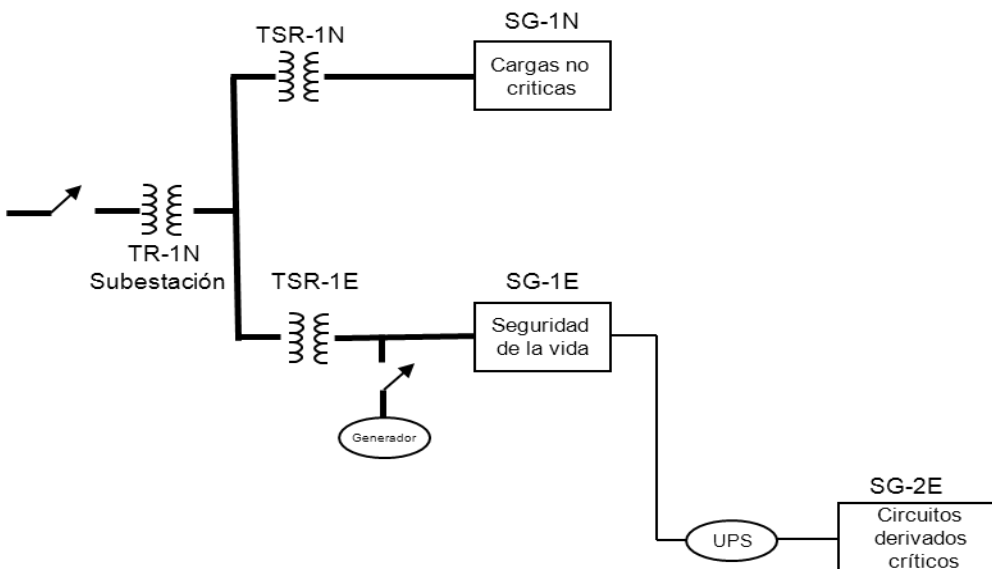 TSR-1N
SG-1N
Cargas no
criticas
TR-1N
Subestación
TSR-1E
SG-1E
Seguridad
de la vida
Generador
SG-2E
UPS
Circuitos
derivados
críticos